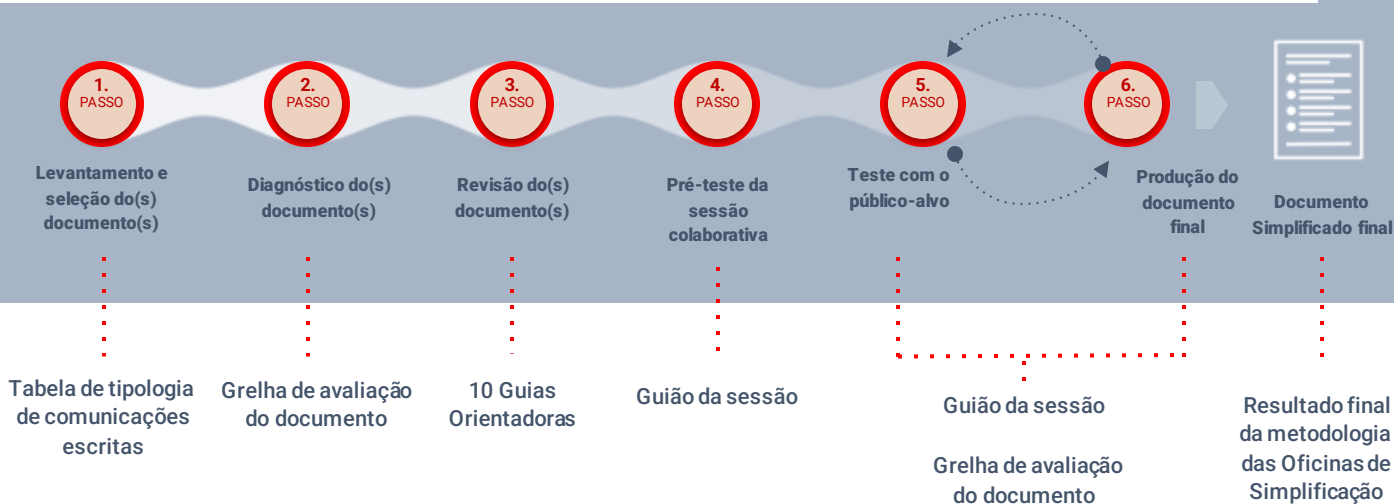 1.
PASSO
2.
PASSO
3.
PASSO
4.
PASSO
5.
PASSO
6.
PASSO
Levantamento e
seleção do(s)
documento(s)
Diagnóstico do(s)
documento(s)
Revisão do(s)
documento(s)
Pré-teste da
sessão
colaborativa
Teste com o
público-alvo
Produção do
documento
final
Documento
Simplificado final
Tabela de tipologia
de comunicações
escritas
Grelha de avaliação
do documento
10 Guias
Orientadoras
Guião da sessão
Guião da sessão
Grelha de avaliação
do documento
Resultado final
da metodologia
das Oficinas de
Simplificação